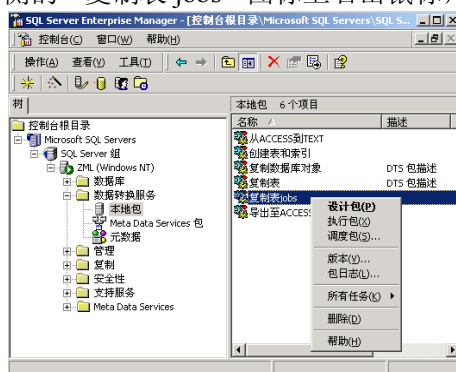 侧的"复制表jobs"图标上右击鼠标,
SQL Server Enterprise Manager - [控制台根目录\Microsoft SQL Servers\SQL S...
控制台(C) 窗口(W) 帮助(H)
操作(A) 查看(V) 工具(T)
树
本地包 6个项目
控制台根目录
Microsoft SQL Servers
SQL Server 组
ZML (Windows NT)
数据库
数据转换服务
本地包
Meta Data Services 包
元数据
管理
复制
安全性
支持服务
Meta Data Services
名称 描述
从ACCESS到TEXT
创建表和索引
复制数据库对象 DTS 包描述
复制表 DTS 包描述
复制表jobs
导出至ACCESS
设计包(P)
执行包(X)
调度包(S)...
版本(V)...
包日志(L)...
所有任务(K)
删除(D)
帮助(H)